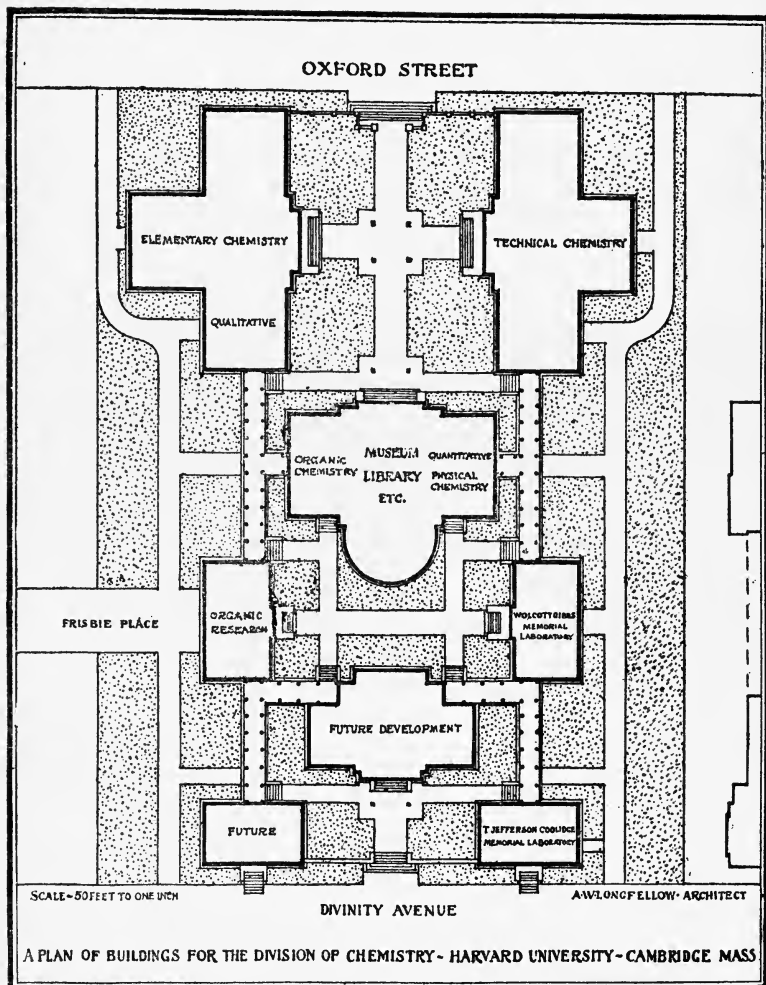 OXFORD STREET
ELEMENTARY CHEMISTRY
TECHNICAL CHEMISTRY
QUALITATIVE
ORGANIC
CHEMISTRY
MUSEUM
LIBRARY
ETC.
QUANTITATIVE
PHYSICAL
CHEMISTRY
FRISBIE PLACE
ORGANIC
RESEARCH
WOLCOTT GIBBS
MEMORIAL
LABORATORY
FUTURE DEVELOPMENT
FUTURE
T JEFFERSON COOLIDGE
MEMORIAL LABORATORY
SCALE-50 FEET TO ONE INCH
A·W·LONGFELLOW· ARCHITECT
DIVINITY AVENUE
A PLAN OF BUILDINGS FOR THE DIVISION OF CHEMISTRY - HARVARD UNIVERSITY - CAMBRIDGE MASS